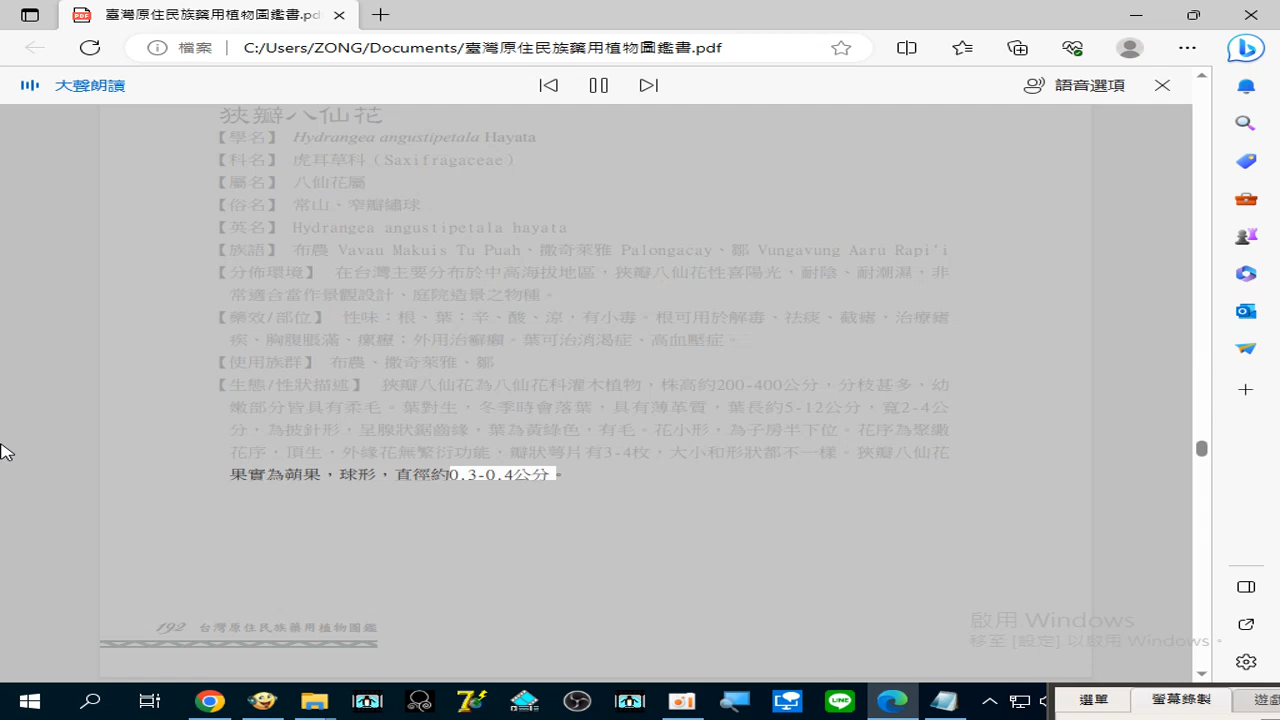 臺灣原住民族藥用植物圖鑑書.pd
檔案
C:/Users/ZONG/Documents/臺灣原住民族藥用植物圖鑑書.pdf
大聲朗讀
語音選項
狹瓣八仙花
【學名】 Hydrangea angustipetala Hayata
【科名】 虎耳草科（Saxifragaceae）
【屬名】 八仙花屬
【俗名】 常山、窄瓣繡球
【英名】 Hydrangea angustipetala hayata
【族語】 布農 Vavau Makuis Tu Puah、撒奇萊雅 Palongacay、鄒 Vungavung Aaru Rapi'i
【分佈環境】 在台灣主要分布於中高海拔地區，狹瓣八仙花性喜陽光，耐陰、耐潮濕，非
常適合當作景觀設計、庭院造景之物種。
【藥效/部位】 性味：根、葉：辛、酸、涼，有小毒。根可用於解毒、祛痰、截瘧，治療瘧
疾、胸腹脹滿、瘰癧；外用治癬癩。葉可治消渴症、高血壓症。
【使用族群】 布農、撒奇萊雅、鄒
【生態/性狀描述】 狹瓣八仙花為八仙花科灌木植物，株高約200-400公分，分枝甚多、幼
嫩部分皆具有柔毛。葉對生，冬季時會落葉，具有薄革質，葉長約5-12公分，寬2-4公
分，為披針形，呈腺狀鋸齒緣，葉為黃綠色，有毛。花小形，為子房半下位。花序為聚繖
花序，頂生，外緣花無繁衍功能，瓣狀萼片有3-4枚，大小和形狀都不一樣。狹瓣八仙花
果實為蒴果，球形，直徑約0.3-0.4公分。
192 台灣原住民族藥用植物圖鑑
啟用 Windows
移至 [設定] 以啟用 Windows。
選單
螢幕錄製
遊戲